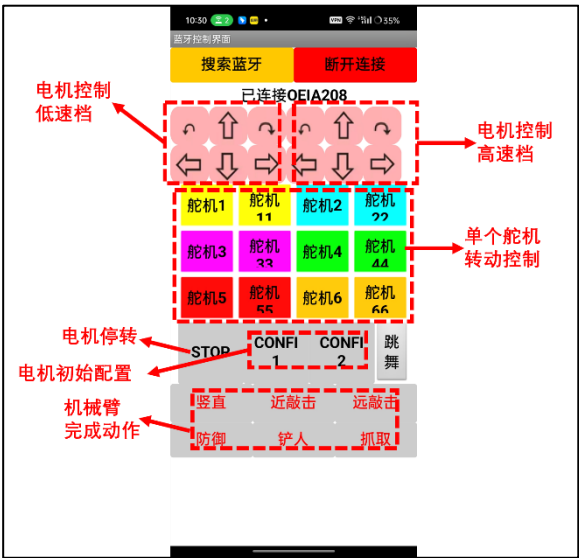 10:30 2 VPN 5G 35%
蓝牙控制界面
搜索蓝牙 断开连接
已连接OEIA208
电机控制
低速档
电机控制
高速档
舵机1 舵机11 舵机2 舵机22
舵机3 舵机33 舵机4 舵机44
舵机5 舵机55 舵机6 舵机66
单个舵机
转动控制
电机停转
STOP CONFI1 CONFI2 跳舞
电机初始配置
机械臂
完成动作
竖直 近敲击 远敲击
防御 铲人 抓取